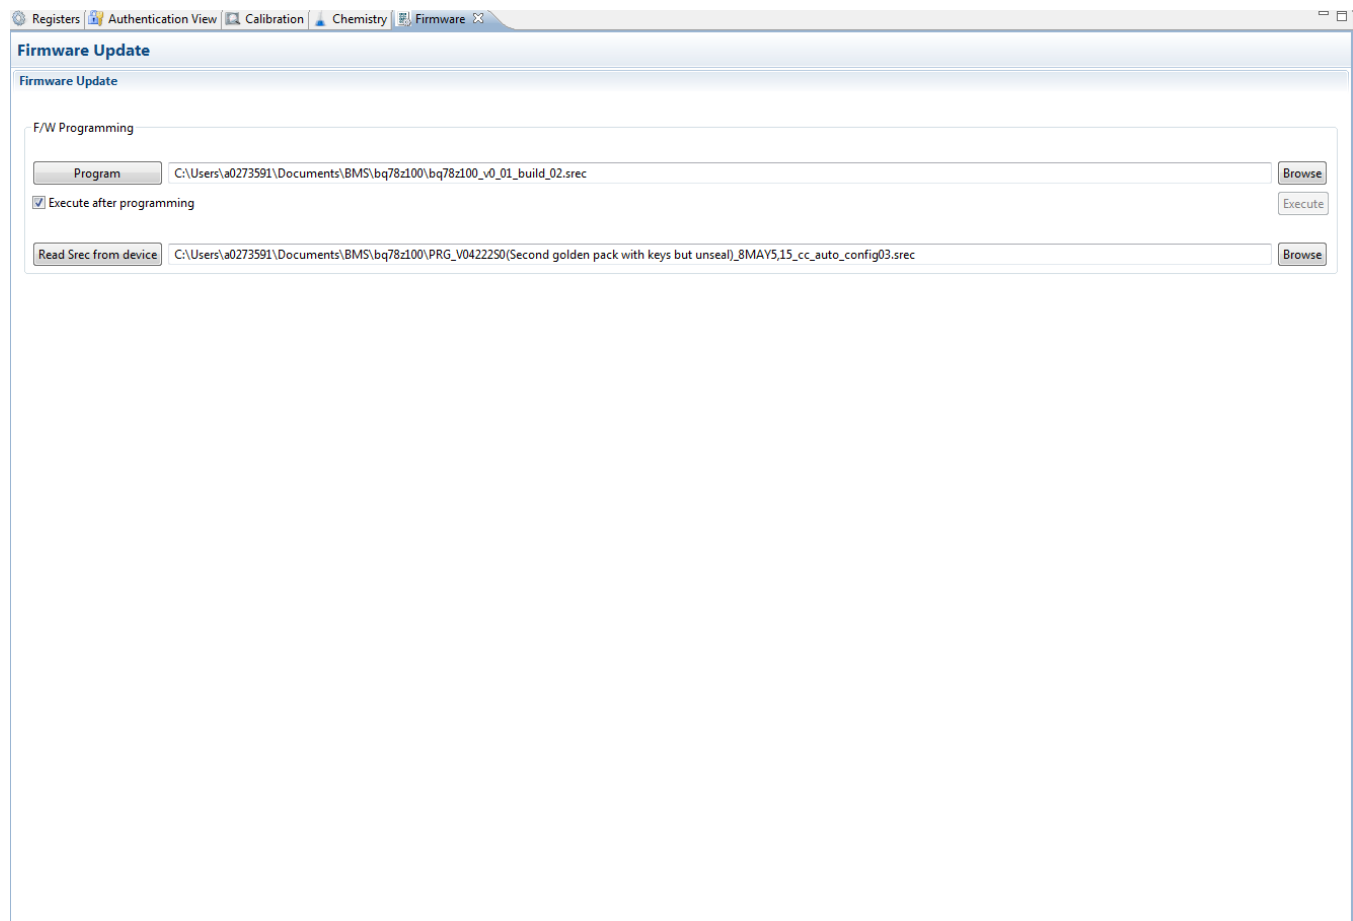 Registers Authentication View Calibration Chemistry Firmware
Firmware Update
Firmware Update
F/W Programming
Program C:\Users\a0273591\Documents\BMS\bq78z100\bq78z100_v0_01_build_02.srec Browse
Execute after programming Execute
Read Srec from device C:\Users\a0273591\Documents\BMS\bq78z100\PRG_V04222S0(Second golden pack with keys but unseal)_8MAY5,15_cc_auto_config03.srec Browse